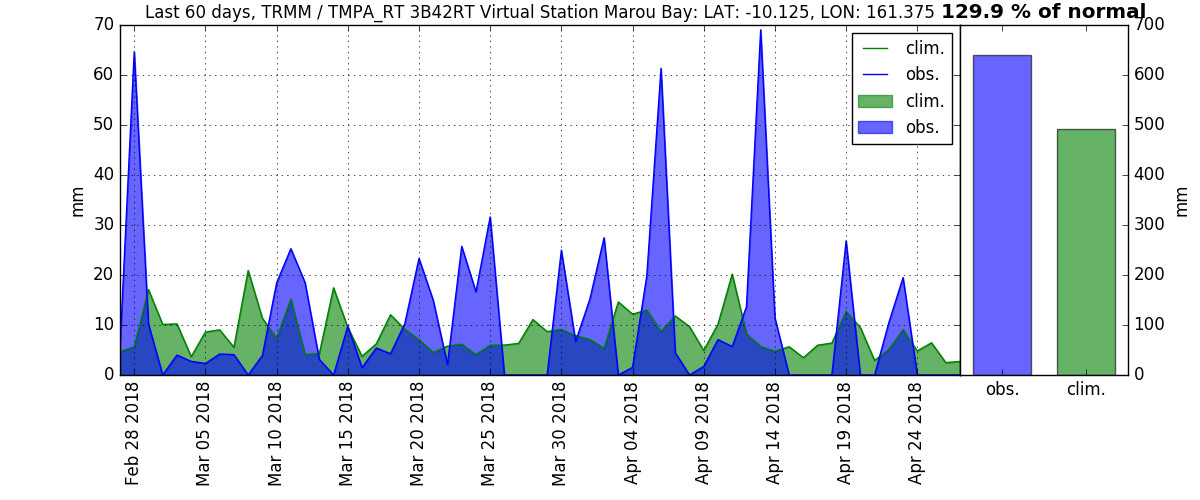 Last 60 days, TRMM / TMPA_RT 3B42RT Virtual Station Marou Bay: LAT: -10.125, LON: 161.375 129.9 % of normal
70
60
50
40
30
20
10
0
mm
clim.
obs.
clim.
obs.
700
600
500
400
300
200
100
0
mm
Feb 28 2018
Mar 05 2018
Mar 10 2018
Mar 15 2018
Mar 20 2018
Mar 25 2018
Mar 30 2018
Apr 04 2018
Apr 09 2018
Apr 14 2018
Apr 19 2018
Apr 24 2018
obs.
clim.